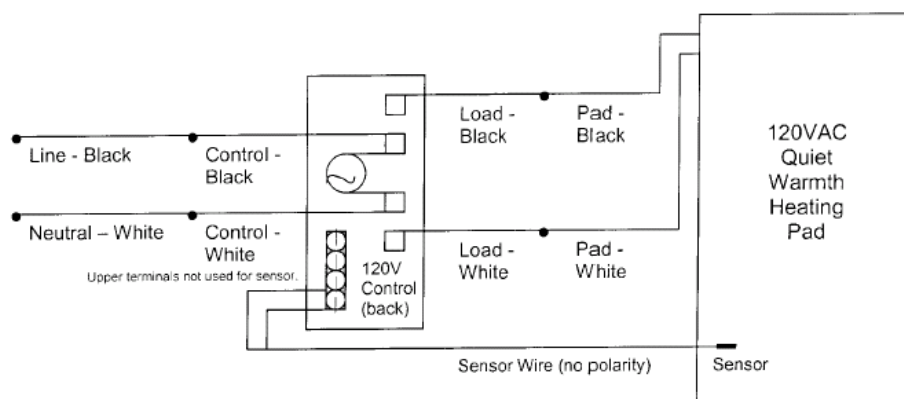 Line - Black
Control -
Black
Load -
Black
Pad -
Black
120VAC
Quiet
Warmth
Heating
Pad
Neutral – White
Control -
White
Upper terminals not used for sensor.
120V
Control
(back)
Load -
White
Pad -
White
Sensor Wire (no polarity)
Sensor